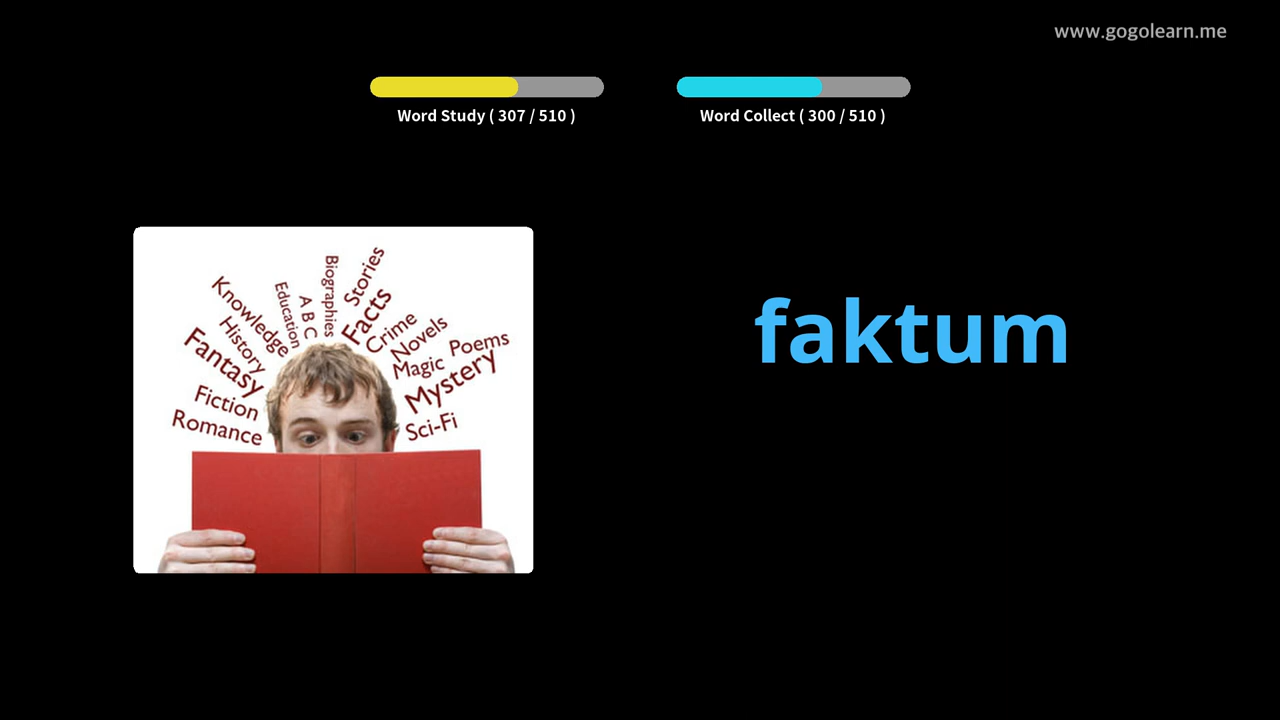 www.gogolearn.me
Word Study ( 307 / 510 )
Word Collect ( 300 / 510 )
faktum
Romance
Fiction
Fantasy
History
Knowledge
Education
A B C
Biographies
Stories
Facts
Crime
Novels
Magic
Poems
Mystery
Sci-Fi